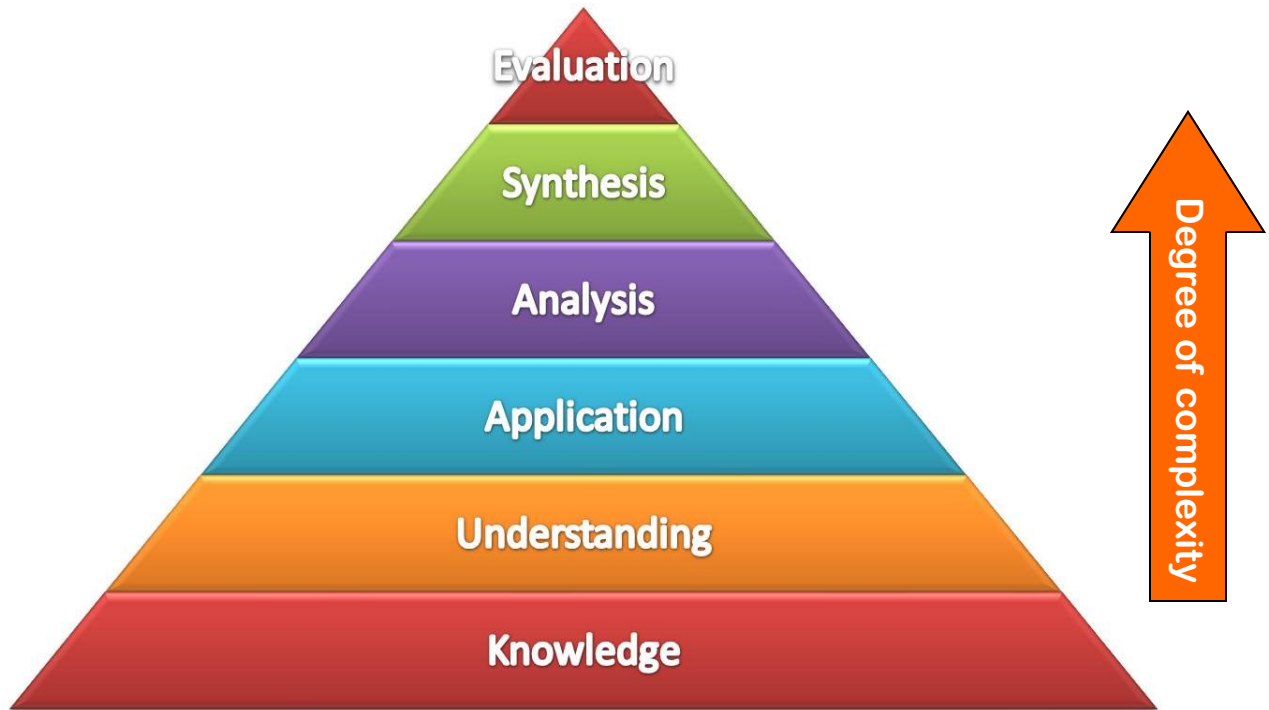 Evaluation
Synthesis
Analysis
Application
Understanding
Knowledge
Degree of complexity